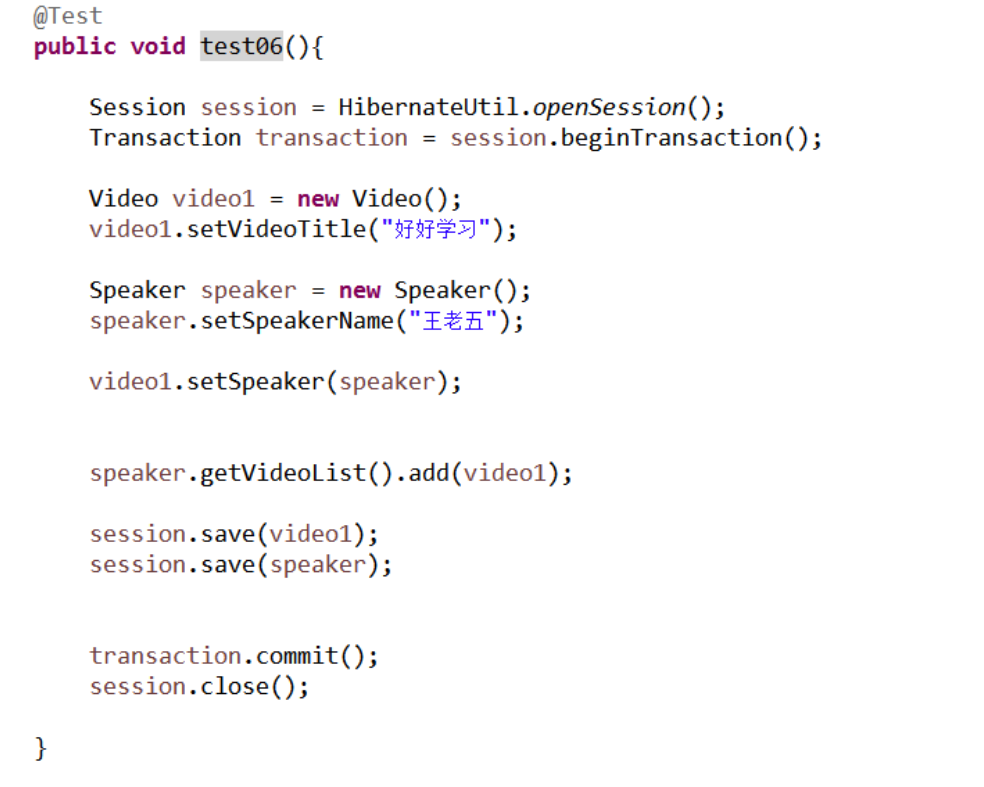 @Test
public void test06(){
Session session = HibernateUtil.openSession();
Transaction transaction = session.beginTransaction();
Video video1 = new Video();
video1.setVideoTitle("好好学习");
Speaker speaker = new Speaker();
speaker.setSpeakerName("王老五");
video1.setSpeaker(speaker);
speaker.getVideoList().add(video1);
session.save(video1);
session.save(speaker);
transaction.commit();
session.close();
}